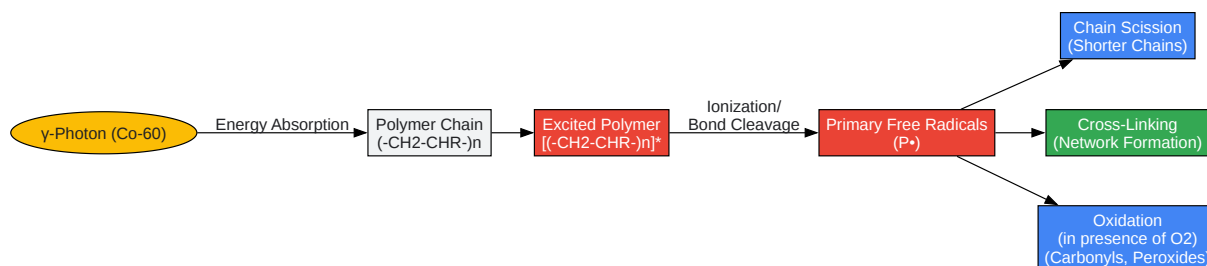 γ-Photon (Co-60)
Energy Absorption
Polymer Chain
(-CH2-CHR-)n
Excited Polymer
[(-CH2-CHR-)n]*
Ionization/
Bond Cleavage
Primary Free Radicals
(P•)
Chain Scission
(Shorter Chains)
Cross-Linking
(Network Formation)
Oxidation
(in presence of O2)
(Carbonyls, Peroxides)